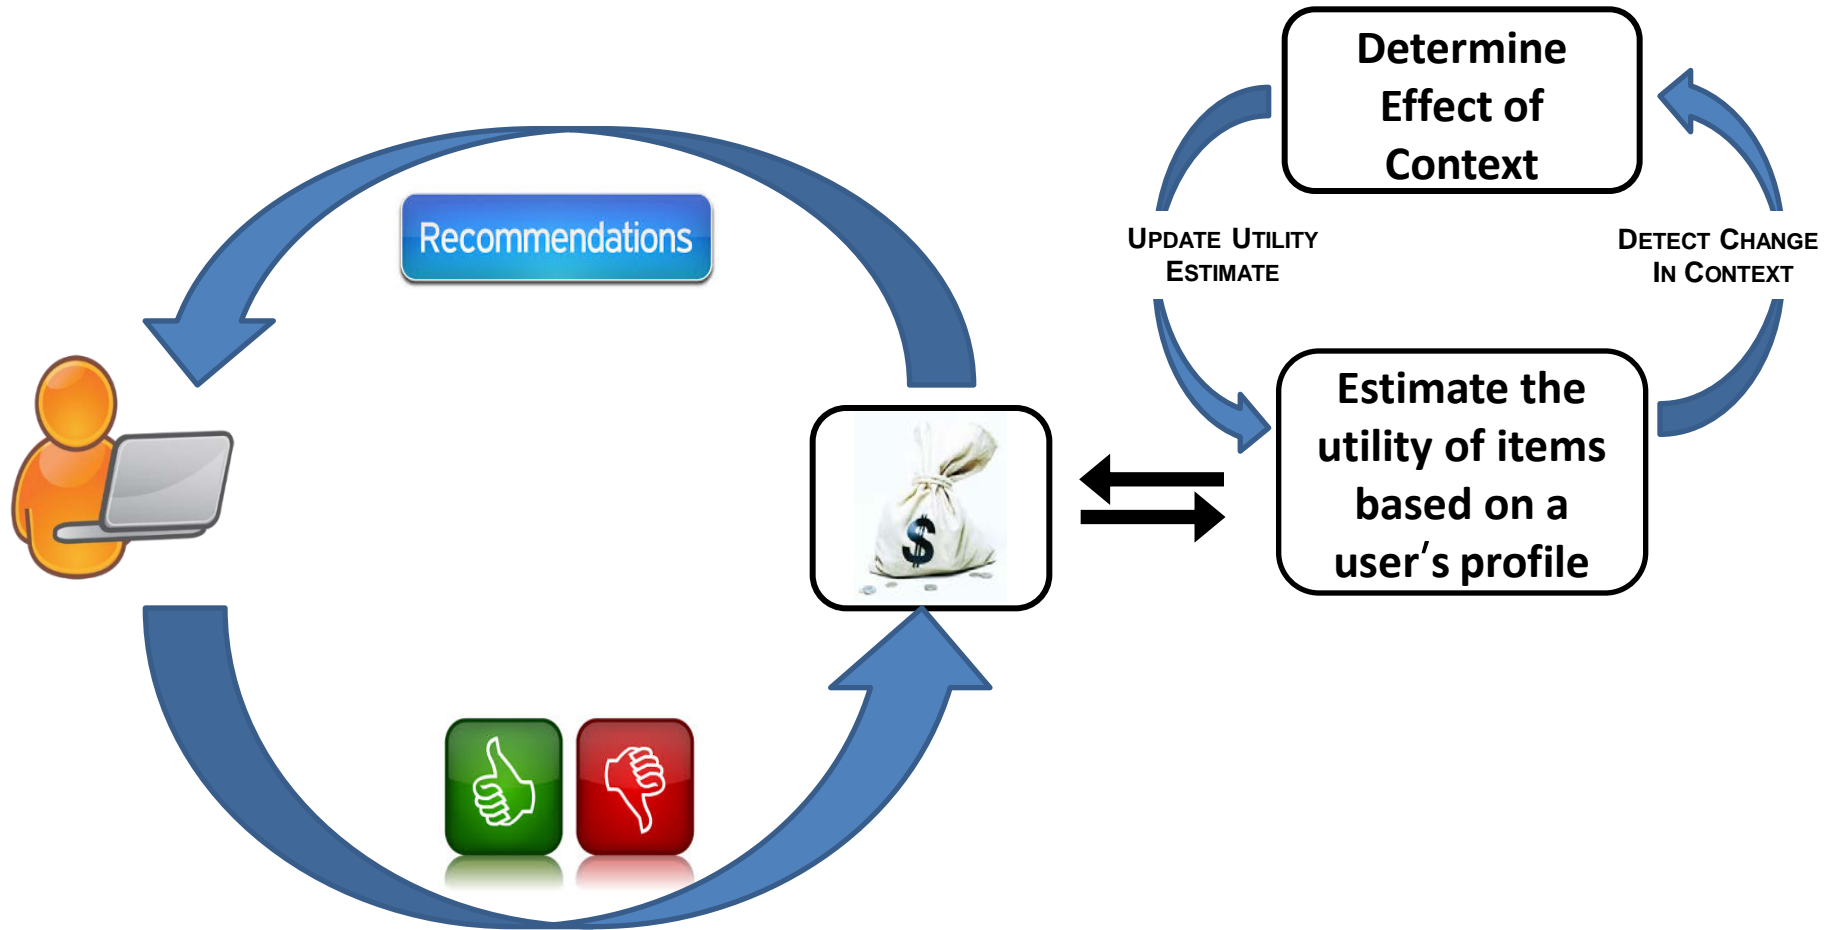 Determine
Effect of
Context
Recommendations
UPDATE UTILITY
ESTIMATE
DETECT CHANGE
IN CONTEXT
Estimate the
utility of items
based on a
user’s profile
$